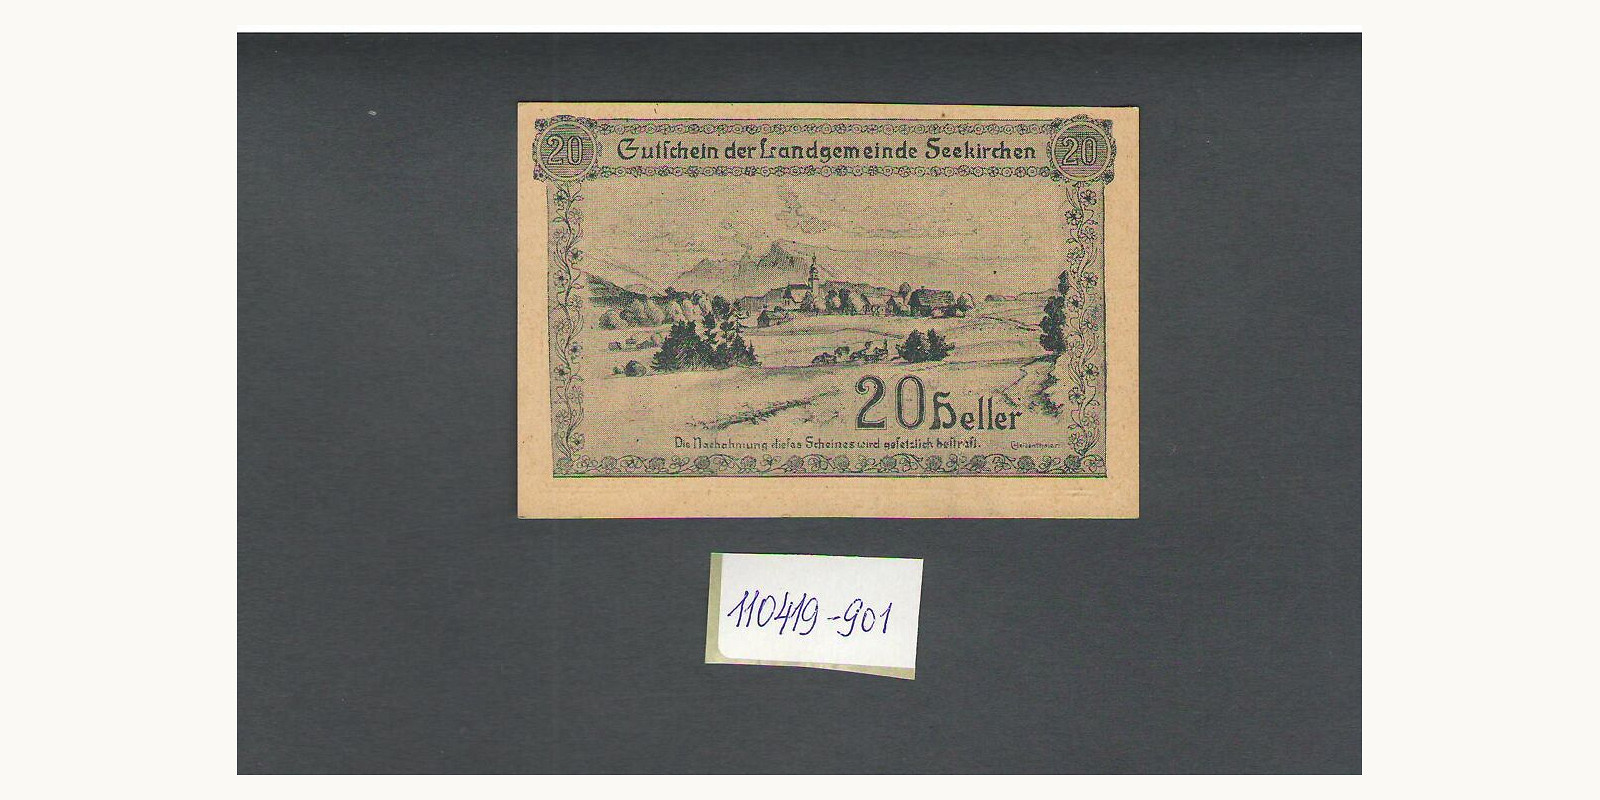 20 Gutſchein der Landgemeinde Seekirchen 20
20 Heller
Die Nachahmung dieſes Scheines wird geſetzlich beſtraft.
110419-901